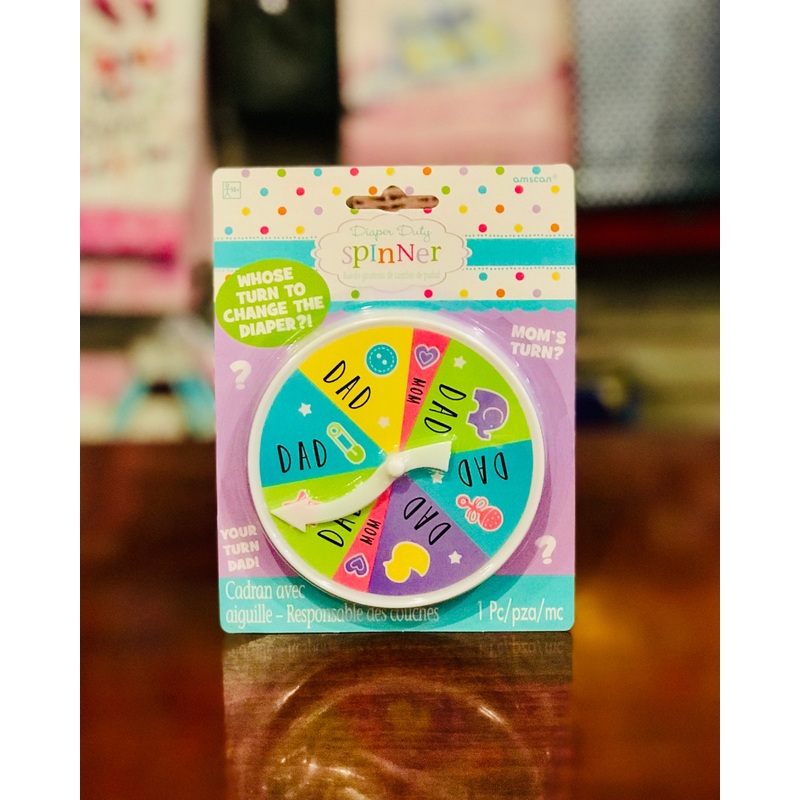 amscan®
Diaper Duty
spInNer
WHOSE
TURN TO
CHANGE THE
DIAPER?!
MOM'S
TURN?
?
DAD
MOM
DAD
DAD
DAD
DAD
MOM
DAD
YOUR
TURN
DAD!
?
Cadran avec
aiguille – Responsable des couches
1 Pc/pza/mc